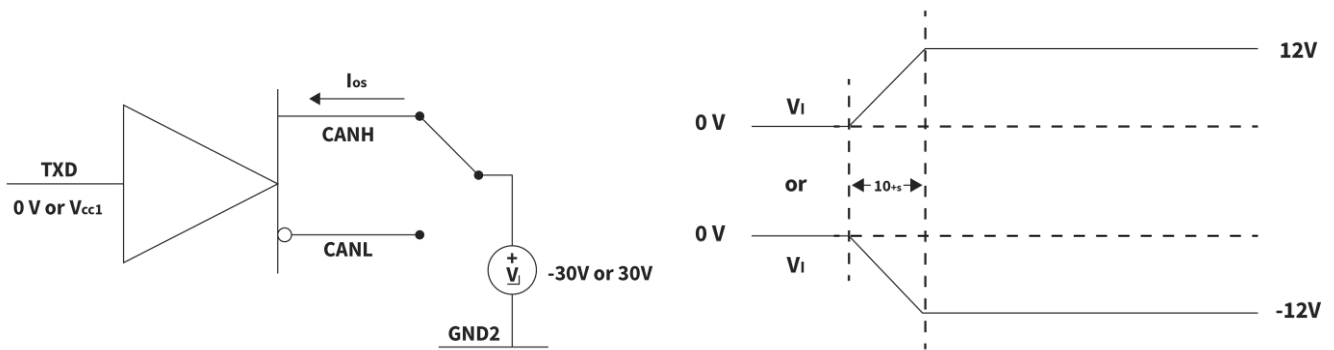 Ios
CANH
TXD
0 V or Vcc1
CANL
+
VI
-30V or 30V
GND2
12V
VI
0 V
or
10+s
0 V
VI
-12V